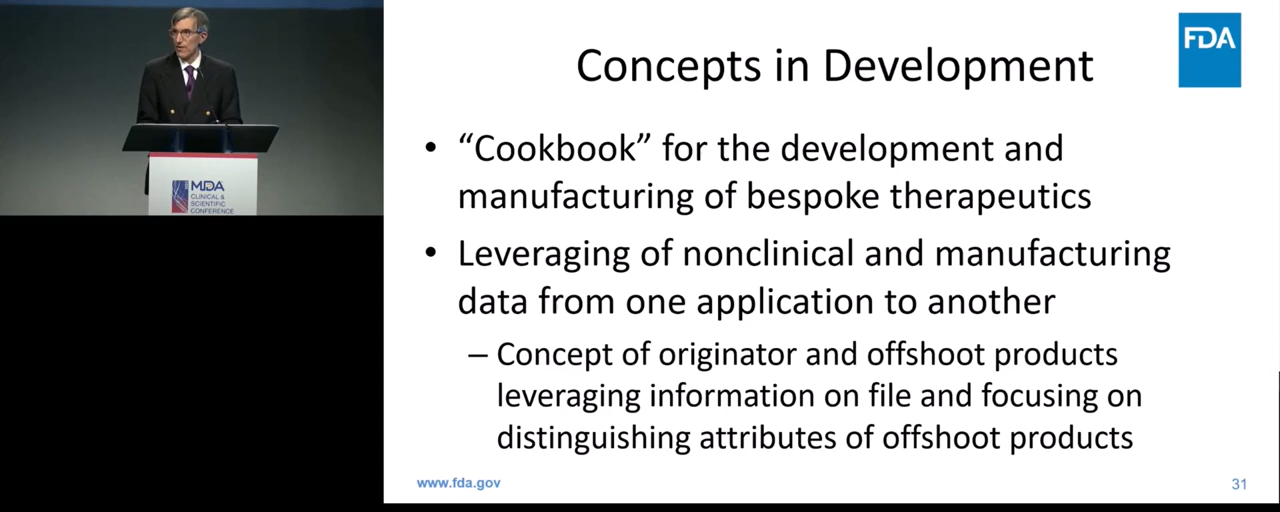 MDA
CLINICAL &
SCIENTIFIC
CONFERENCE
FDA
Concepts in Development
• “Cookbook” for the development and
manufacturing of bespoke therapeutics
• Leveraging of nonclinical and manufacturing
data from one application to another
– Concept of originator and offshoot products
leveraging information on file and focusing on
distinguishing attributes of offshoot products
www.fda.gov
31